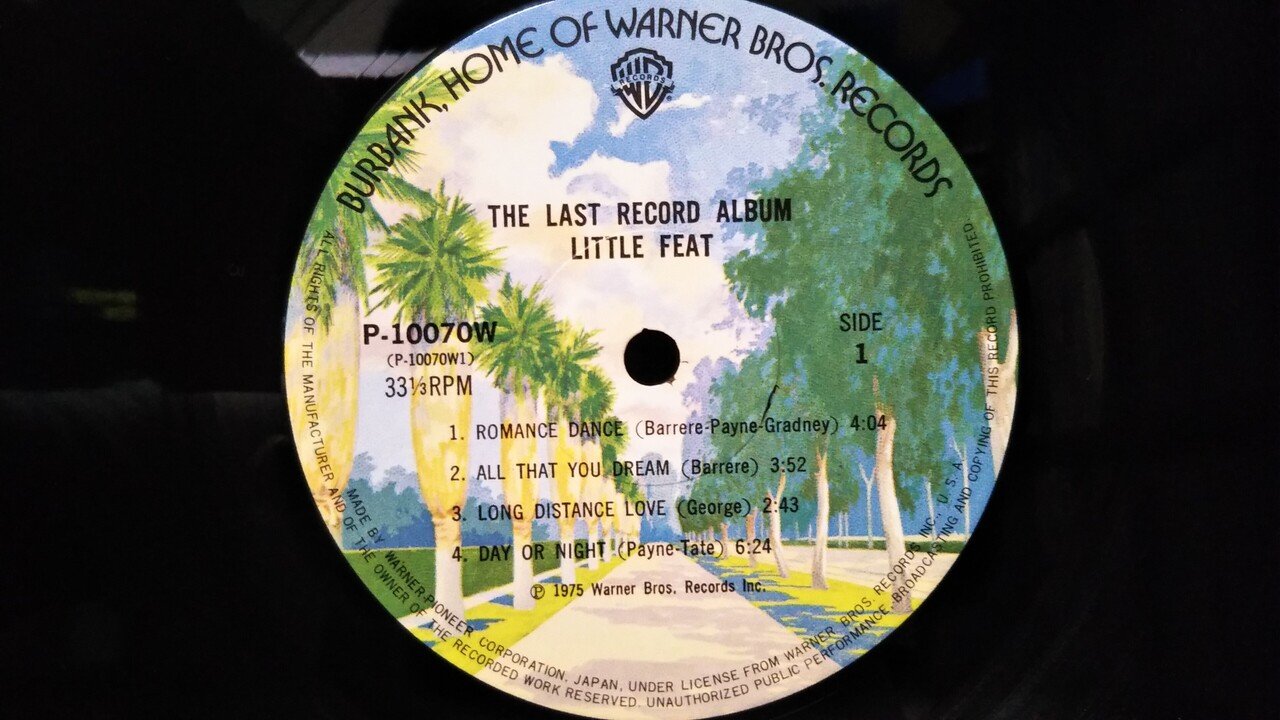 BURBANK, HOME OF WARNER BROS. RECORDS
WB
RECORDS
®
THE LAST RECORD ALBUM
LITTLE FEAT
P-10070W
(P-10070W1)
33⅓RPM
SIDE
1
1. ROMANCE DANCE (Barrere-Payne-Gradney) 4:04
2. ALL THAT YOU DREAM (Barrere) 3:52
3. LONG DISTANCE LOVE (George) 2:43
4. DAY OR NIGHT (Payne-Tate) 6:24
℗ 1975 Warner Bros. Records Inc.
MADE BY WARNER-PIONEER CORPORATION, JAPAN, UNDER LICENSE FROM WARNER BROS. RECORDS INC., U.S.A.
ALL RIGHTS OF THE MANUFACTURER AND OF THE OWNER OF THE RECORDED WORK RESERVED. UNAUTHORIZED PUBLIC PERFORMANCE, BROADCASTING AND COPYING OF THIS RECORD PROHIBITED.